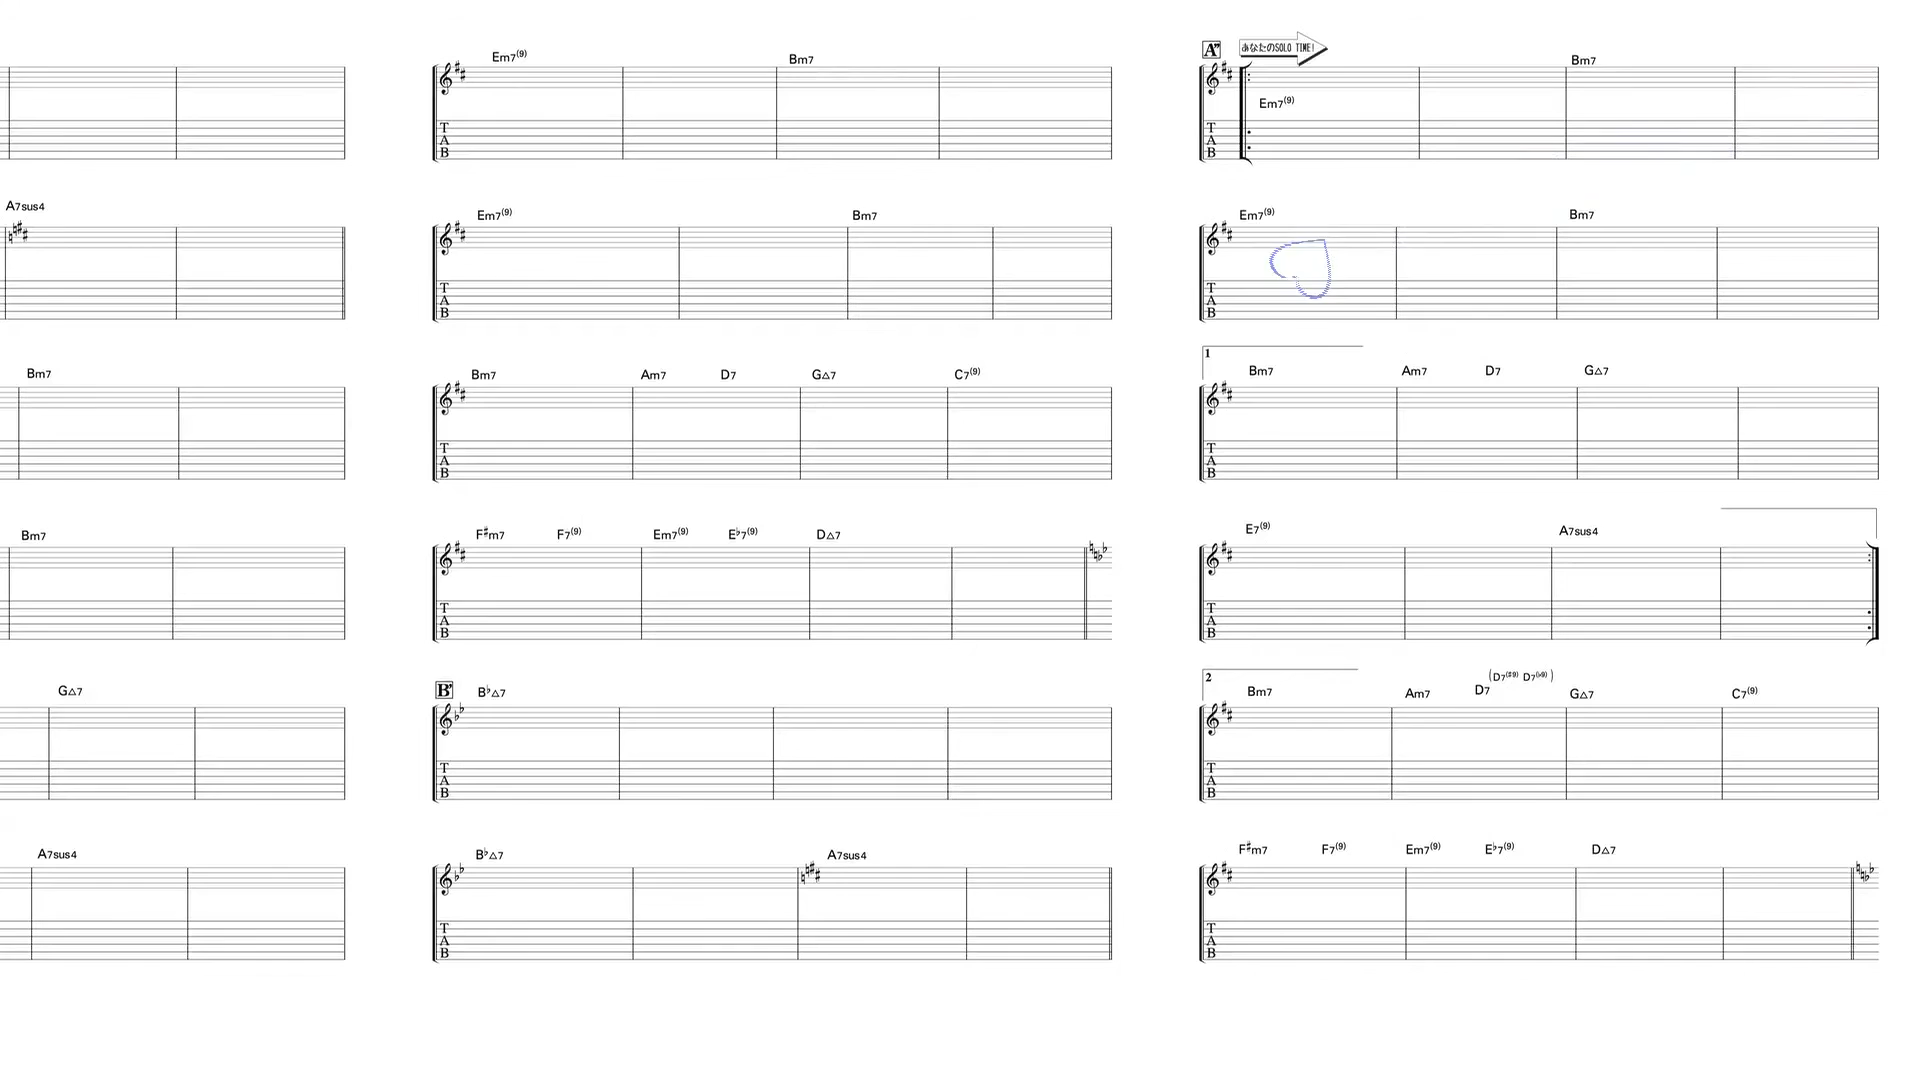 A7sus4
Bm7
Bm7
G△7
A7sus4
Em7(9) Bm7
T
A
B
Em7(9) Bm7
T
A
B
Bm7 Am7 D7 G△7 C7(9)
T
A
B
F♯m7 F7(9) Em7(9) E♭7(9) D△7
T
A
B
B' B♭△7
T
A
B
B♭△7 A7sus4
T
A
B
A" あなたのSOLO TIME!
Bm7
Em7(9)
T
A
B
Em7(9) Bm7
T
A
B
1
Bm7 Am7 D7 G△7
T
A
B
E7(9) A7sus4
T
A
B
2
(D7(♯9) D7(♭9))
Bm7 Am7 D7 G△7 C7(9)
T
A
B
F♯m7 F7(9) Em7(9) E♭7(9) D△7
T
A
B